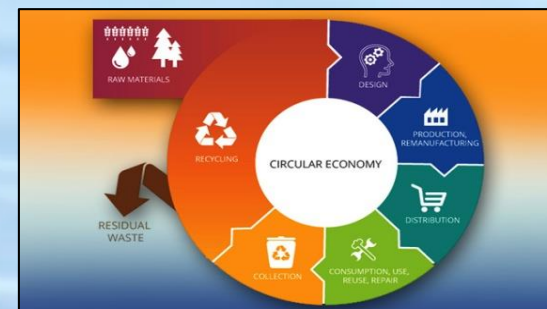 RAW MATERIALS
DESIGN
PRODUCTION,
REMANUFACTURING
RECYCLING
CIRCULAR ECONOMY
DISTRIBUTION
RESIDUAL
WASTE
COLLECTION
CONSUMPTION, USE,
REUSE, REPAIR